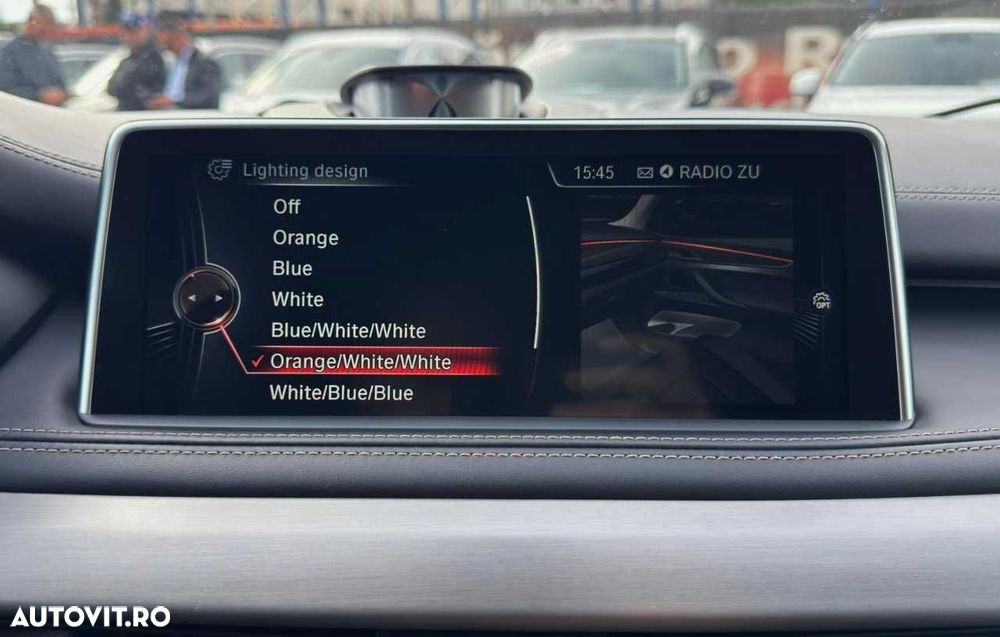 Lighting design
15:45 RADIO ZU
Off
Orange
Blue
White
Blue/White/White
✓ Orange/White/White
White/Blue/Blue
OPT
AUTOVIT.RO